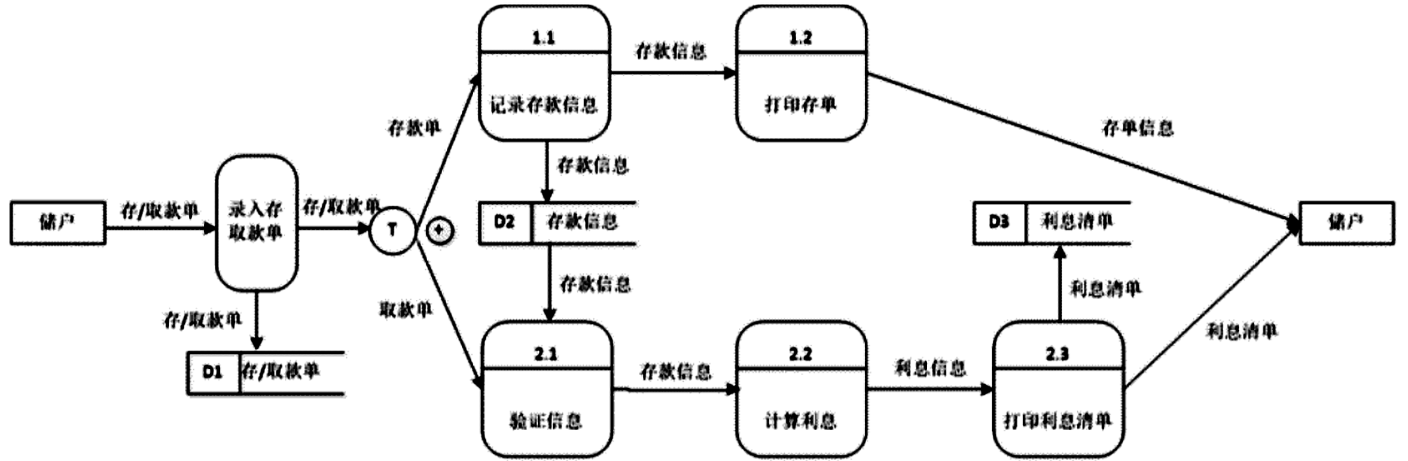 1.1
记录存款信息
存款信息
1.2
打印存单
存款单
存单信息
存款信息
储户
存/取款单
录入存
取款单
存/取款单
T
+
D2
存款信息
D3
利息清单
储户
存款信息
取款单
利息清单
存/取款单
利息清单
D1
存/取款单
2.1
验证信息
存款信息
2.2
计算利息
利息信息
2.3
打印利息清单